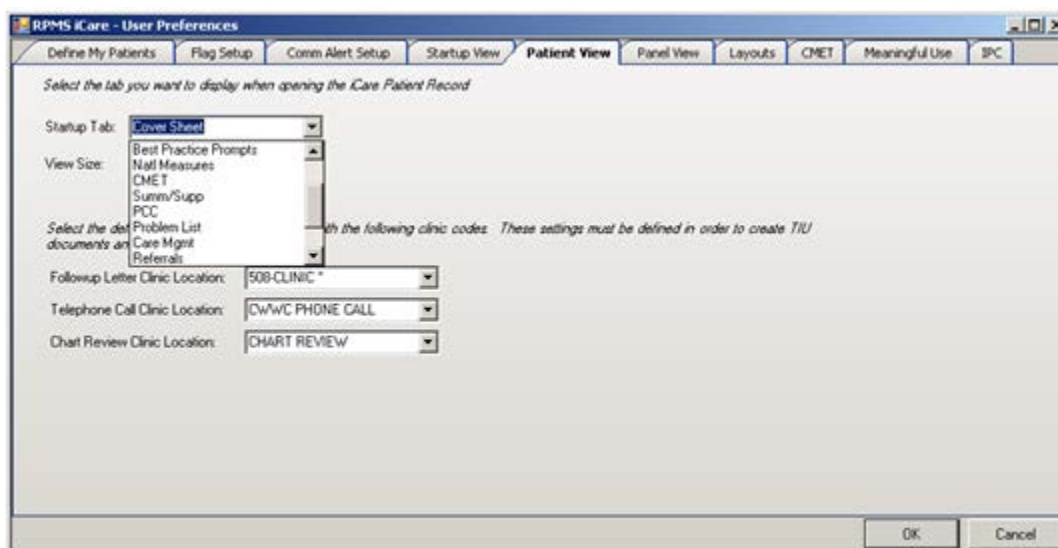 RPMS iCare - User Preferences
Define My Patients Flag Setup Comm Alert Setup Startup View Patient View Panel View Layouts CMET Meaningful Use IPC
Select the tab you want to display when opening the iCare Patient Record
Startup Tab: Cover Sheet
Best Practice Prompts
View Size: Natl Measures
CMET
Summ/Supp
PCC
Select the def Problem List th the following clinic codes. These settings must be defined in order to create TIU
documents an Care Mgmt
Referrals
Followup Letter Clinic Location: 508-CLINIC *
Telephone Call Clinic Location: CWWC PHONE CALL
Chart Review Clinic Location: CHART REVIEW
OK Cancel